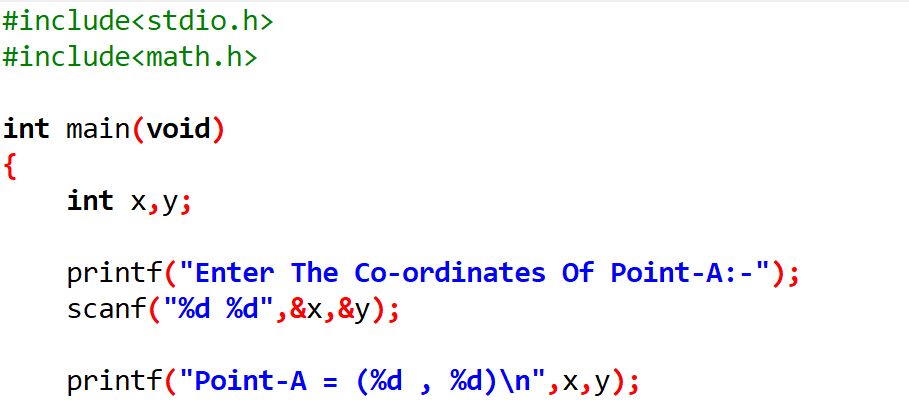 #include<stdio.h>
#include<math.h>
int main(void)
{
int x,y;
printf("Enter The Co-ordinates Of Point-A:-");
scanf("%d %d",&x,&y);
printf("Point-A = (%d , %d)\n",x,y);